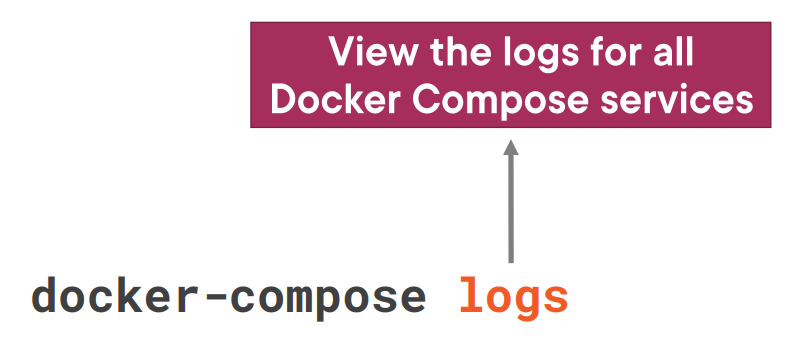 View the logs for all
Docker Compose services
docker-compose logs